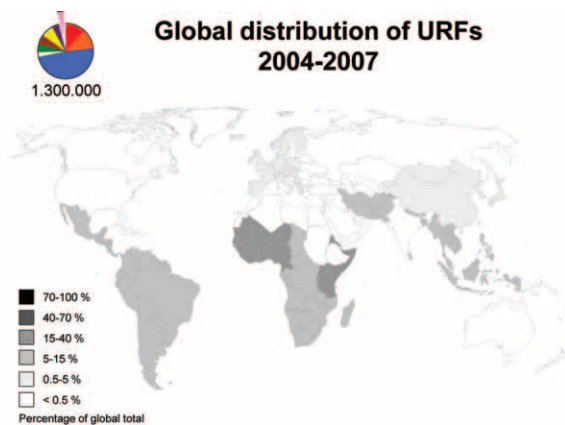 Global distribution of URFs
2004-2007
1.300.000
70-100 %
40-70 %
15-40 %
5-15 %
0.5-5 %
< 0.5 %
Percentage of global total